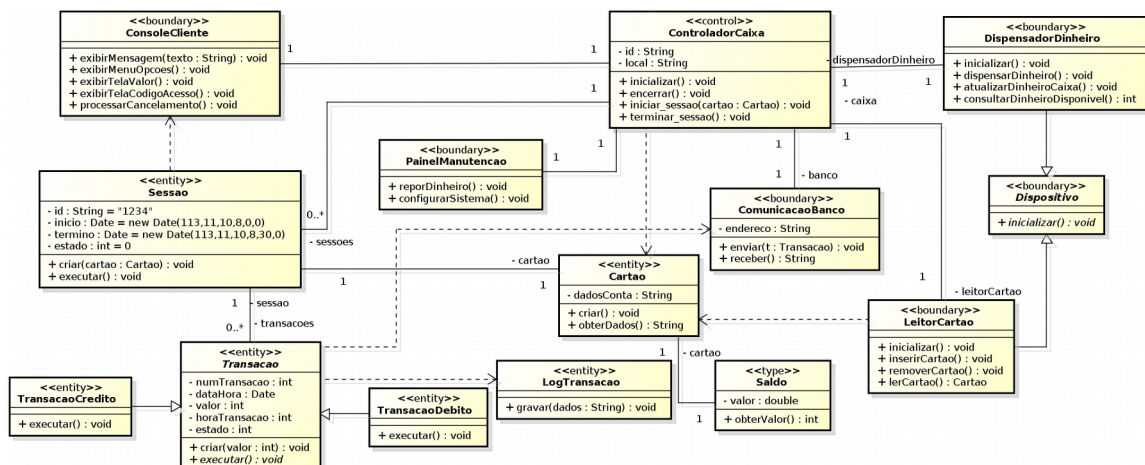 <<boundary>>
ConsoleCliente
+ exibirMensagem(texto : String) : void
+ exibirMenuOpcoes() : void
+ exibirTelaValor() : void
+ exibirTelaCodigoAcesso() : void
+ processarCancelamento() : void
1
1
<<control>>
ControladorCaixa
- id : String
- local : String
+ inicializar() : void
+ encerrar() : void
+ iniciar_sessao(cartao : Cartao) : void
+ terminar_sessao() : void
- dispensadorDinheiro
1
1
<<boundary>>
DispensadorDinheiro
+ inicializar() : void
+ dispensarDinheiro() : void
+ atualizarDinheiroCaixa() : void
+ consultarDinheiroDisponivel() : int
1
- caixa
1
1
1
<<boundary>>
PainelManutencao
+ reporDinheiro() : void
+ configurarSistema() : void
1
1
- banco
1
<<boundary>>
Dispositivo
+ inicializar() : void
<<entity>>
Sessao
- id : String = "1234"
- inicio : Date = new Date(113,11,10,8,0,0)
- termino : Date = new Date(113,11,10,8,30,0)
- estado : int = 0
+ criar(cartao : Cartao) : void
+ executar() : void
0..*
- sessoes
<<boundary>>
ComunicacaoBanco
- endereco : String
+ enviar(t : Transacao) : void
+ receber() : String
- cartao
1
1
<<entity>>
Cartao
- dadosConta : String
+ criar() : void
+ obterDados() : String
1
- leitorCartao
<<boundary>>
LeitorCartao
+ inicializar() : void
+ inserirCartao() : void
+ removerCartao() : void
+ lerCartao() : Cartao
1
- sessao
0..*
- transacoes
<<entity>>
Transacao
- numTransacao : int
- dataHora : Date
- valor : int
- horaTransacao : int
- estado : int
+ criar(valor : int) : void
+ executar() : void
<<entity>>
TransacaoCredito
+ executar() : void
<<entity>>
TransacaoDebito
+ executar() : void
<<entity>>
LogTransacao
+ gravar(dados : String) : void
1
- cartao
1
<<type>>
Saldo
- valor : double
+ obterValor() : int